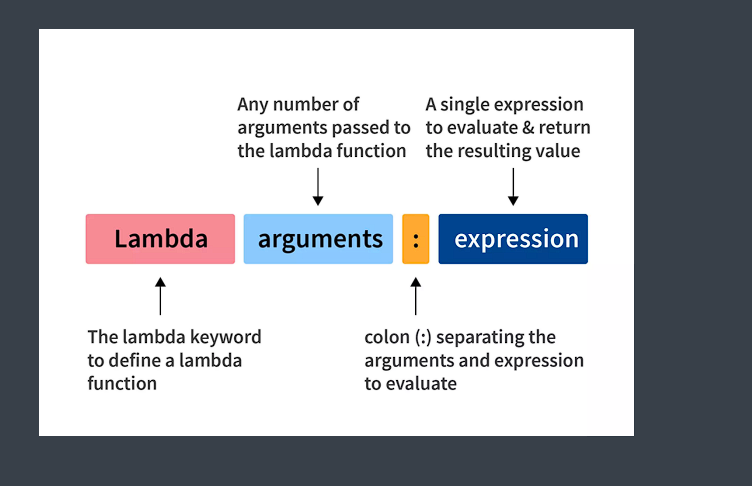 Any number of
arguments passed to
the lambda function
A single expression
to evaluate & return
the resulting value
Lambda arguments : expression
The lambda keyword
to define a lambda
function
colon (:) separating the
arguments and expression
to evaluate